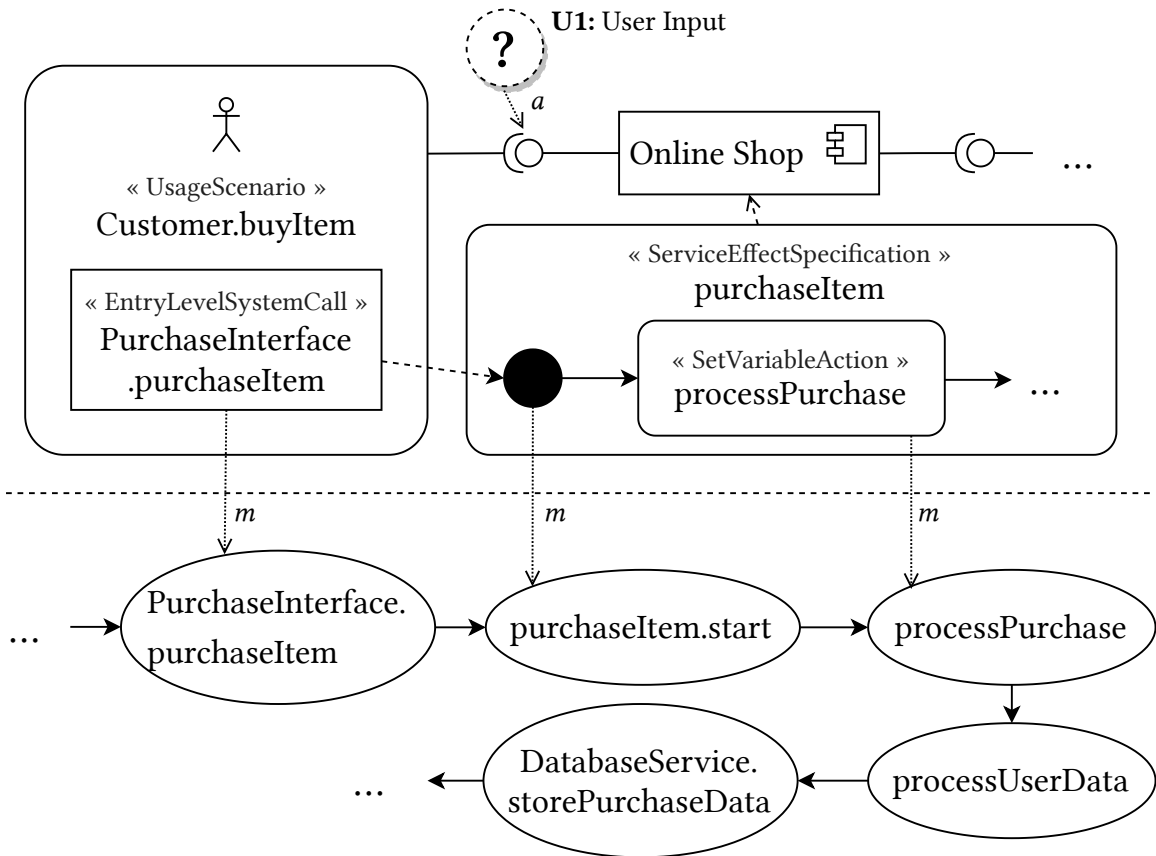 ?
U1: User Input
a
« UsageScenario »
Customer.buyItem
« EntryLevelSystemCall »
PurchaseInterface
.purchaseItem
Online Shop
...
« ServiceEffectSpecification »
purchaseItem
« SetVariableAction »
processPurchase
...
m
m
m
...
PurchaseInterface.
purchaseItem
purchaseItem.start
processPurchase
...
DatabaseService.
storePurchaseData
processUserData